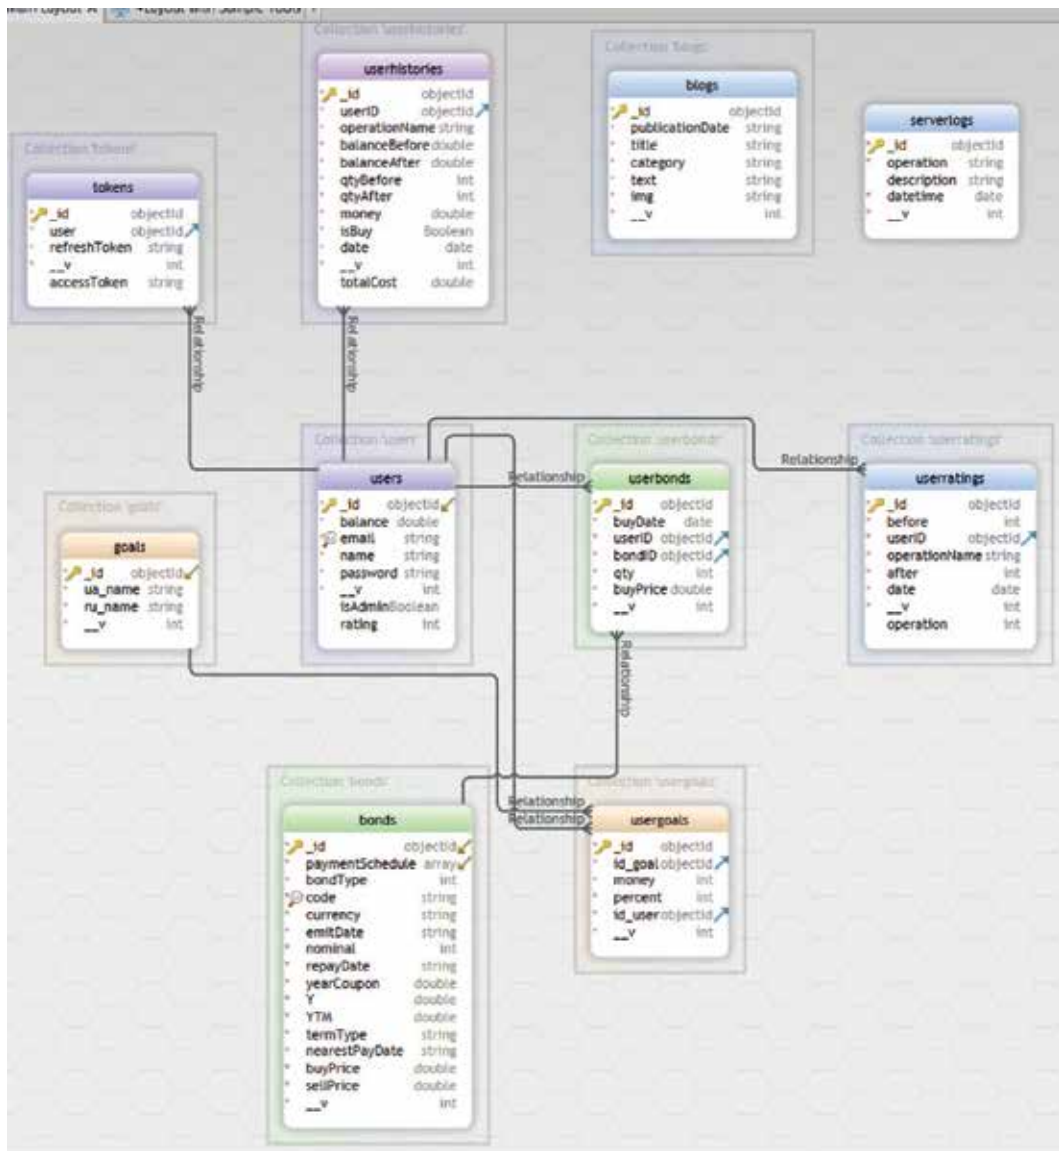 Main Layout
Layout with Sample Tools
Collection 'userhistories'
userhistories
_id objectId
userID objectId
operationName string
balanceBefore double
balanceAfter double
qtyBefore int
qtyAfter int
money double
isBuy Boolean
date date
__v int
totalCost double
Collection 'blogs'
blogs
_id objectId
publicationDate string
title string
category string
text string
img string
__v int
serverlogs
_id objectId
operation string
description string
datetime date
__v int
Collection 'tokens'
tokens
_id objectId
user objectId
refreshToken string
__v int
accessToken string
Relationship
Relationship
Collection 'users'
users
_id objectId
balance double
email string
name string
password string
__v int
isAdmin Boolean
rating int
Relationship
Collection 'userbonds'
userbonds
_id objectId
buyDate date
userID objectId
bondID objectId
qty int
buyPrice double
__v int
Relationship
Collection 'userratings'
userratings
_id objectId
before int
userID objectId
operationName string
after int
date date
__v int
operation int
Collection 'goals'
goals
_id objectId
ua_name string
ru_name string
__v int
Relationship
Collection 'bonds'
bonds
_id objectId
paymentSchedule array
bondType int
code string
currency string
emitDate string
nominal int
repayDate string
yearCoupon double
Y double
YTM double
termType string
nearestPayDate string
buyPrice double
sellPrice double
__v int
Relationship
Relationship
Collection 'usergoals'
usergoals
_id objectId
id_goal objectId
money int
percent int
id_user objectId
__v int